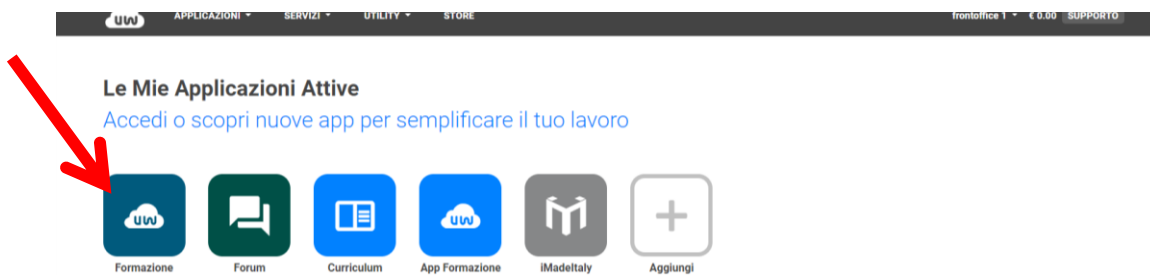 uw APPLICAZIONI SERVIZI UTILITY STORE frontoffice 1 € 0.00 SUPPORTO
Le Mie Applicazioni Attive
Accedi o scopri nuove app per semplificare il tuo lavoro
uw uw
Formazione Forum Curriculum App Formazione iMadeItaly Aggiungi